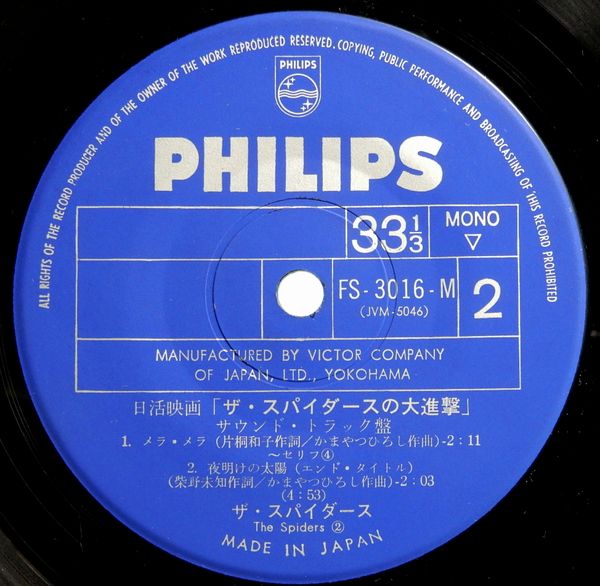 ALL RIGHTS OF THE RECORD PRODUCER AND OF THE OWNER OF THE WORK REPRODUCED RESERVED. COPYING, PUBLIC PERFORMANCE AND BROADCASTING OF THIS RECORD PROHIBITED
PHILIPS
PHILIPS
33 1/3
MONO
▽
FS-3016-M
(JVM-5046)
2
MANUFACTURED BY VICTOR COMPANY
OF JAPAN, LTD., YOKOHAMA
日活映画「ザ・スパイダースの大進撃」
サウンド・トラック盤
1. メラ・メラ (片桐和子作詞/かまやつひろし作曲)-2:11
～セリフ④
2. 夜明けの太陽 (エンド・タイトル)
(柴野未知作詞/かまやつひろし作曲)-2:03
(4:53)
ザ・スパイダース
The Spiders ②
MADE IN JAPAN